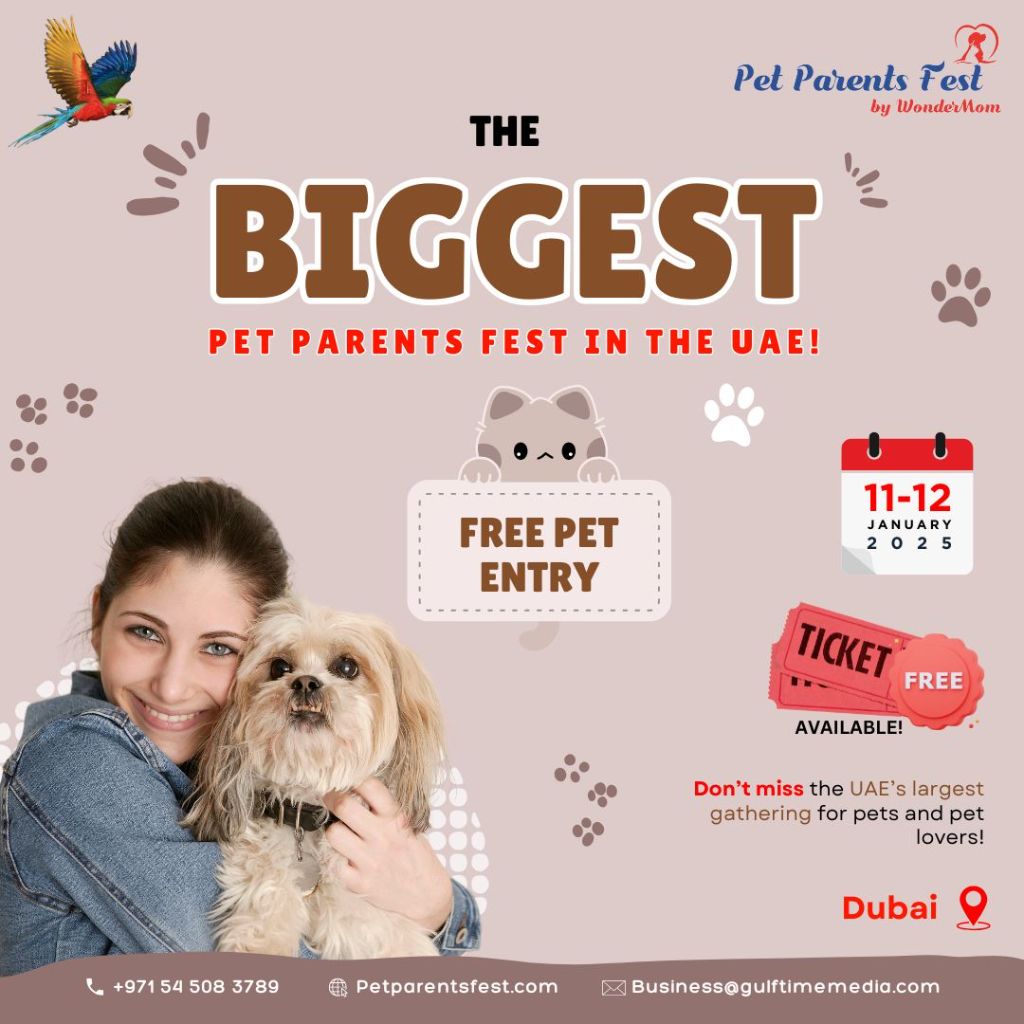 Pet Parents Fest
by WonderMom
THE
BIGGEST
PET PARENTS FEST IN THE UAE!
FREE PET
ENTRY
11-12
JANUARY
2025
TICKET
FREE
AVAILABLE!
Don't miss the UAE's largest
gathering for pets and pet
lovers!
Dubai
+971 54 508 3789
Petparentsfest.com
Business@gulftimemedia.com